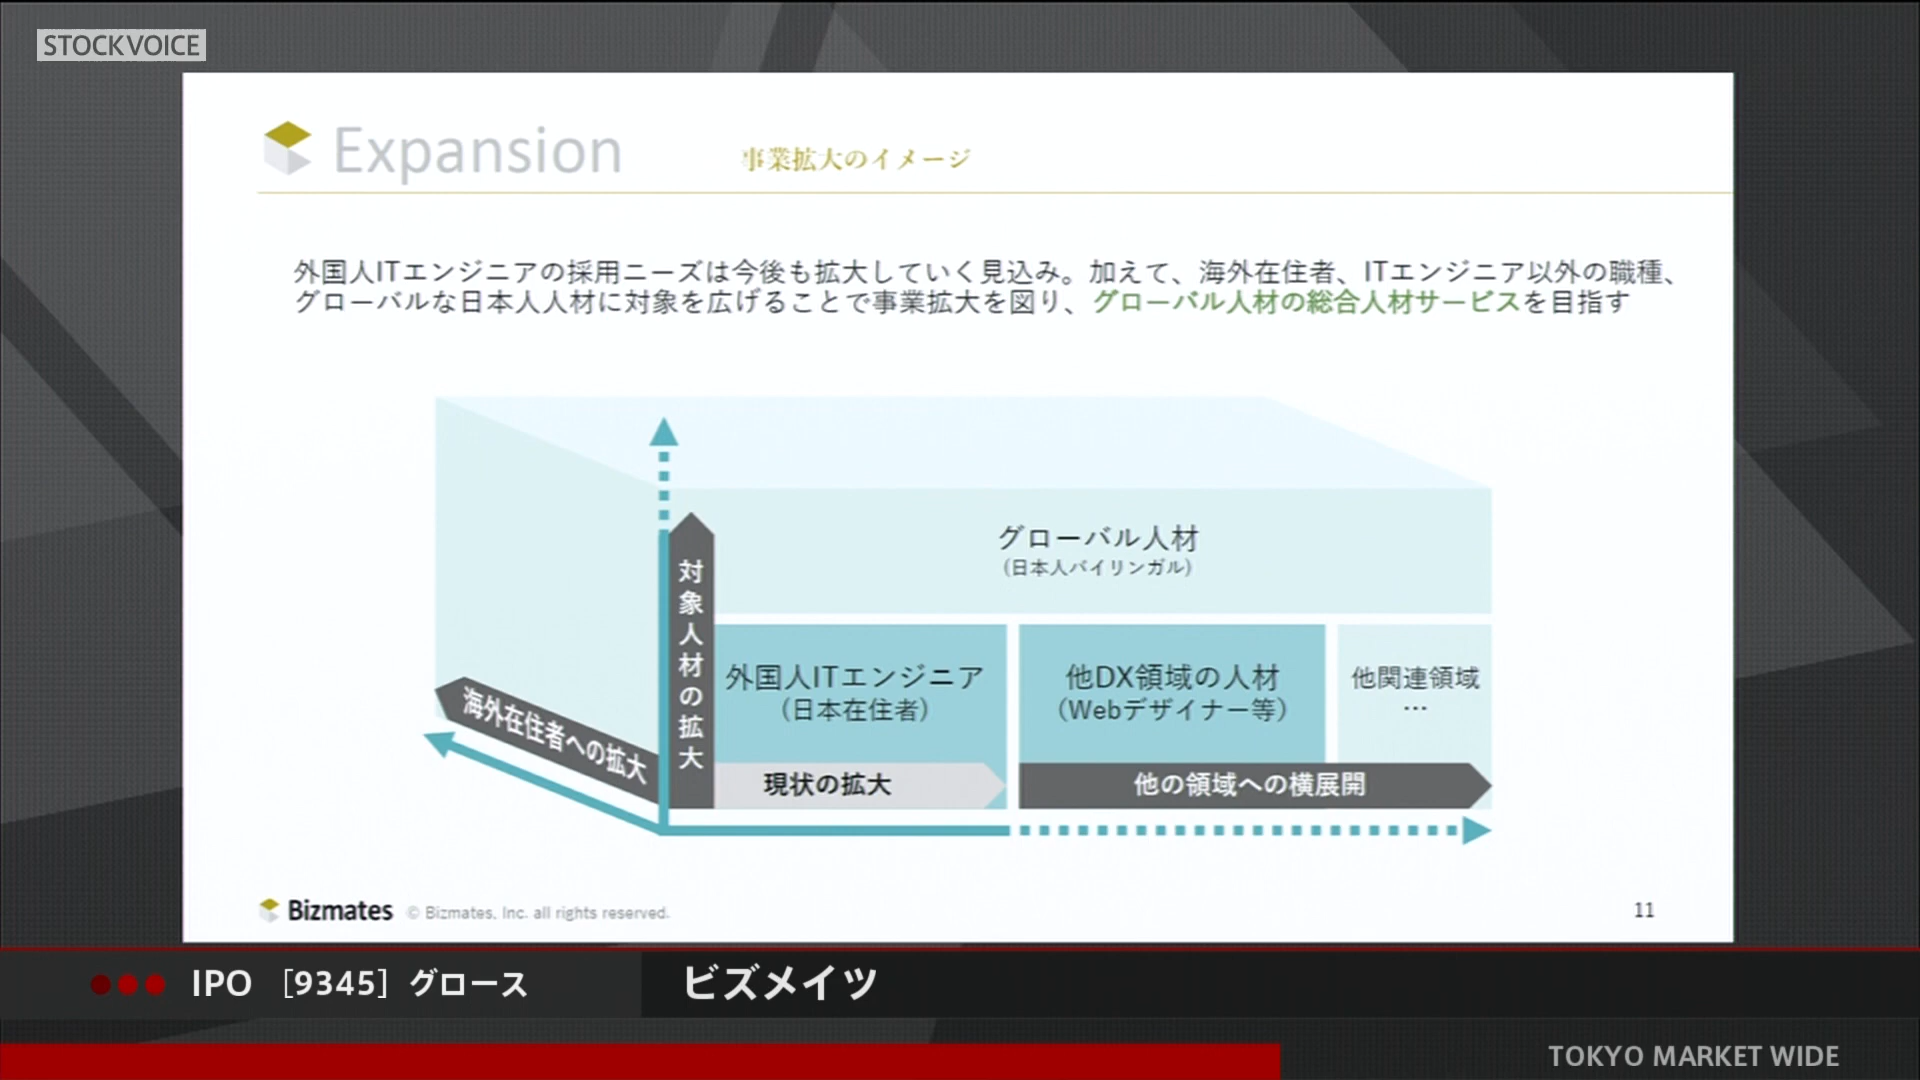 STOCKVOICE
Expansion
事業拡大のイメージ
外国人ITエンジニアの採用ニーズは今後も拡大していく見込み。加えて、海外在住者、ITエンジニア以外の職種、
グローバルな日本人人材に対象を広げることで事業拡大を図り、グローバル人材の総合人材サービスを目指す
グローバル人材
(日本人バイリンガル)
対象人材の拡大
外国人ITエンジニア
(日本在住者)
他DX領域の人材
(Webデザイナー等)
他関連領域
…
海外在住者への拡大
現状の拡大
他の領域への横展開
Bizmates
© Bizmates, Inc. all rights reserved.
11
IPO [9345] グロース
ビズメイツ
TOKYO MARKET WIDE